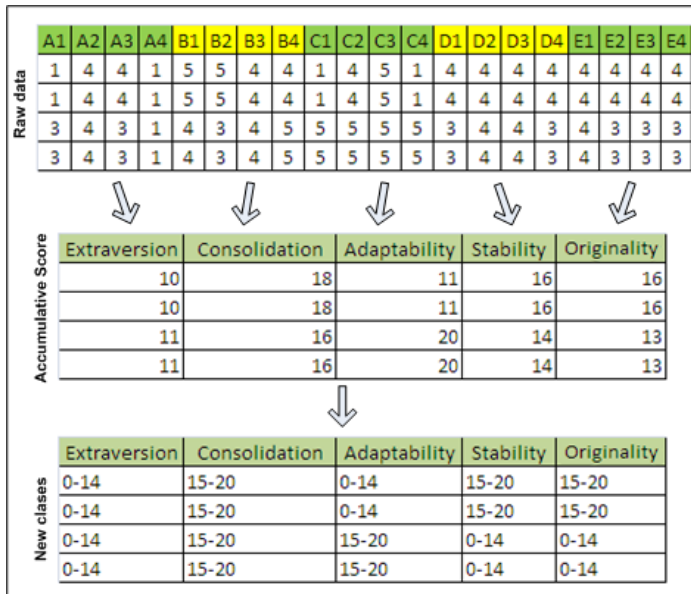 Raw data
A1 A2 A3 A4 B1 B2 B3 B4 C1 C2 C3 C4 D1 D2 D3 D4 E1 E2 E3 E4
1 4 4 1 5 5 4 4 1 4 5 1 4 4 4 4 4 4 4 4
1 4 4 1 5 5 4 4 1 4 5 1 4 4 4 4 4 4 4 4
3 4 3 1 4 3 4 5 5 5 5 5 3 4 4 3 4 3 3 3
3 4 3 1 4 3 4 5 5 5 5 5 3 4 4 3 4 3 3 3
Accumulative Score
Extraversion Consolidation Adaptability Stability Originality
10 18 11 16 16
10 18 11 16 16
11 16 20 14 13
11 16 20 14 13
New clases
Extraversion Consolidation Adaptability Stability Originality
0-14 15-20 0-14 15-20 15-20
0-14 15-20 0-14 15-20 15-20
0-14 15-20 15-20 0-14 0-14
0-14 15-20 15-20 0-14 0-14